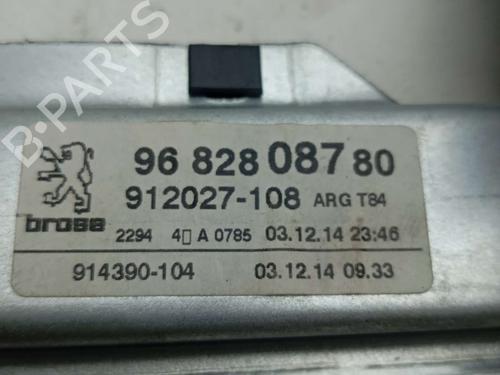 B-PARTS
96 828 087 80
912027-108 ARG T84
brose
2294 4▯ A 0785 03.12.14 23:46
914390-104 03.12.14 09.33